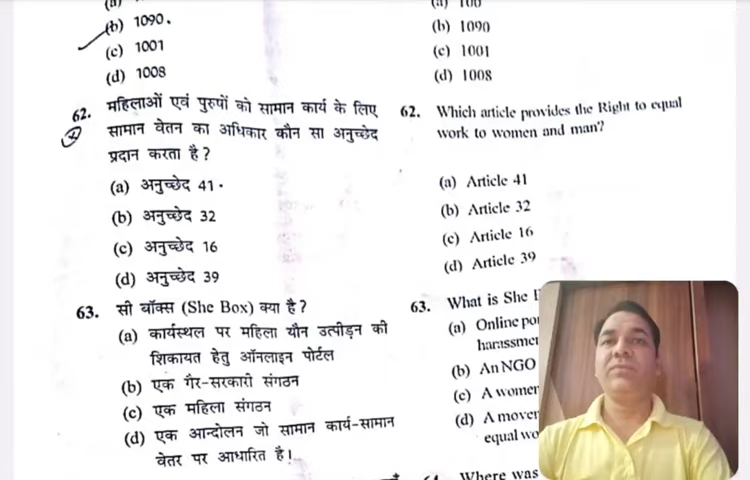 (b) 1090.
(c) 1001
(d) 1008
62. महिलाओं एवं पुरुषों को सामान कार्य के लिए
सामान वेतन का अधिकार कौन सा अनुच्छेद
प्रदान करता है ?
(a) अनुच्छेद 41
(b) अनुच्छेद 32
(c) अनुच्छेद 16
(d) अनुच्छेद 39
63. सी बॉक्स (She Box) क्या है ?
(a) कार्यस्थल पर महिला यौन उत्पीड़न की
शिकायत हेतु ऑनलाइन पोर्टल
(b) एक गैर-सरकारी संगठन
(c) एक महिला संगठन
(d) एक आन्दोलन जो सामान कार्य-सामान
वेतर पर आधारित है।
(a) 100
(b) 1090
(c) 1001
(d) 1008
62. Which article provides the Right to equal
work to women and man?
(a) Article 41
(b) Article 32
(c) Article 16
(d) Article 39
63. What is She
(a) Online
(b) An NGO
(c) A
(d) A
equal
Where was